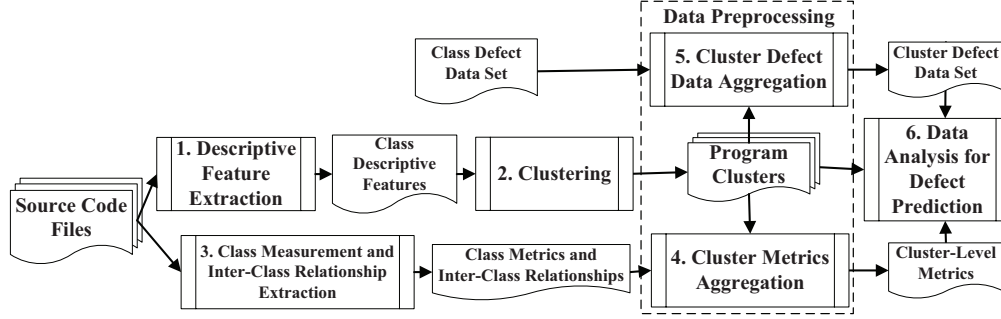 Data Preprocessing
Class Defect
Data Set
5. Cluster Defect
Data Aggregation
Cluster Defect
Data Set
1. Descriptive
Feature
Extraction
Class
Descriptive
Features
2. Clustering
Program
Clusters
6. Data
Analysis for
Defect
Prediction
Source Code
Files
3. Class Measurement and
Inter-Class Relationship
Extraction
Class Metrics and
Inter-Class Relationships
4. Cluster Metrics
Aggregation
Cluster-Level
Metrics